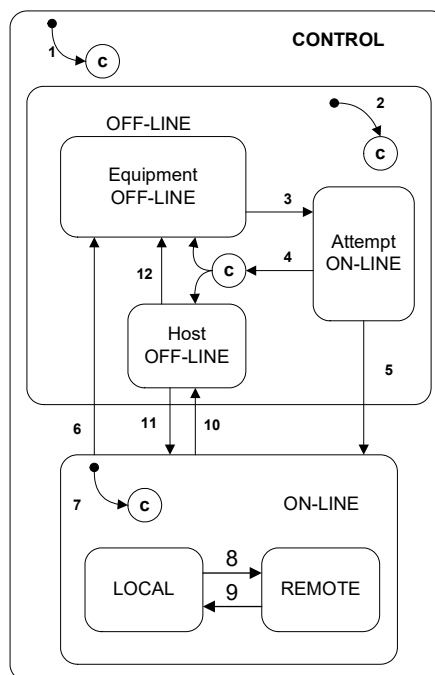 CONTROL
1
c
OFF-LINE
2
c
Equipment
OFF-LINE
3
Attempt
ON-LINE
4
c
12
Host
OFF-LINE
5
6
11
10
7
c
ON-LINE
LOCAL
8
9
REMOTE